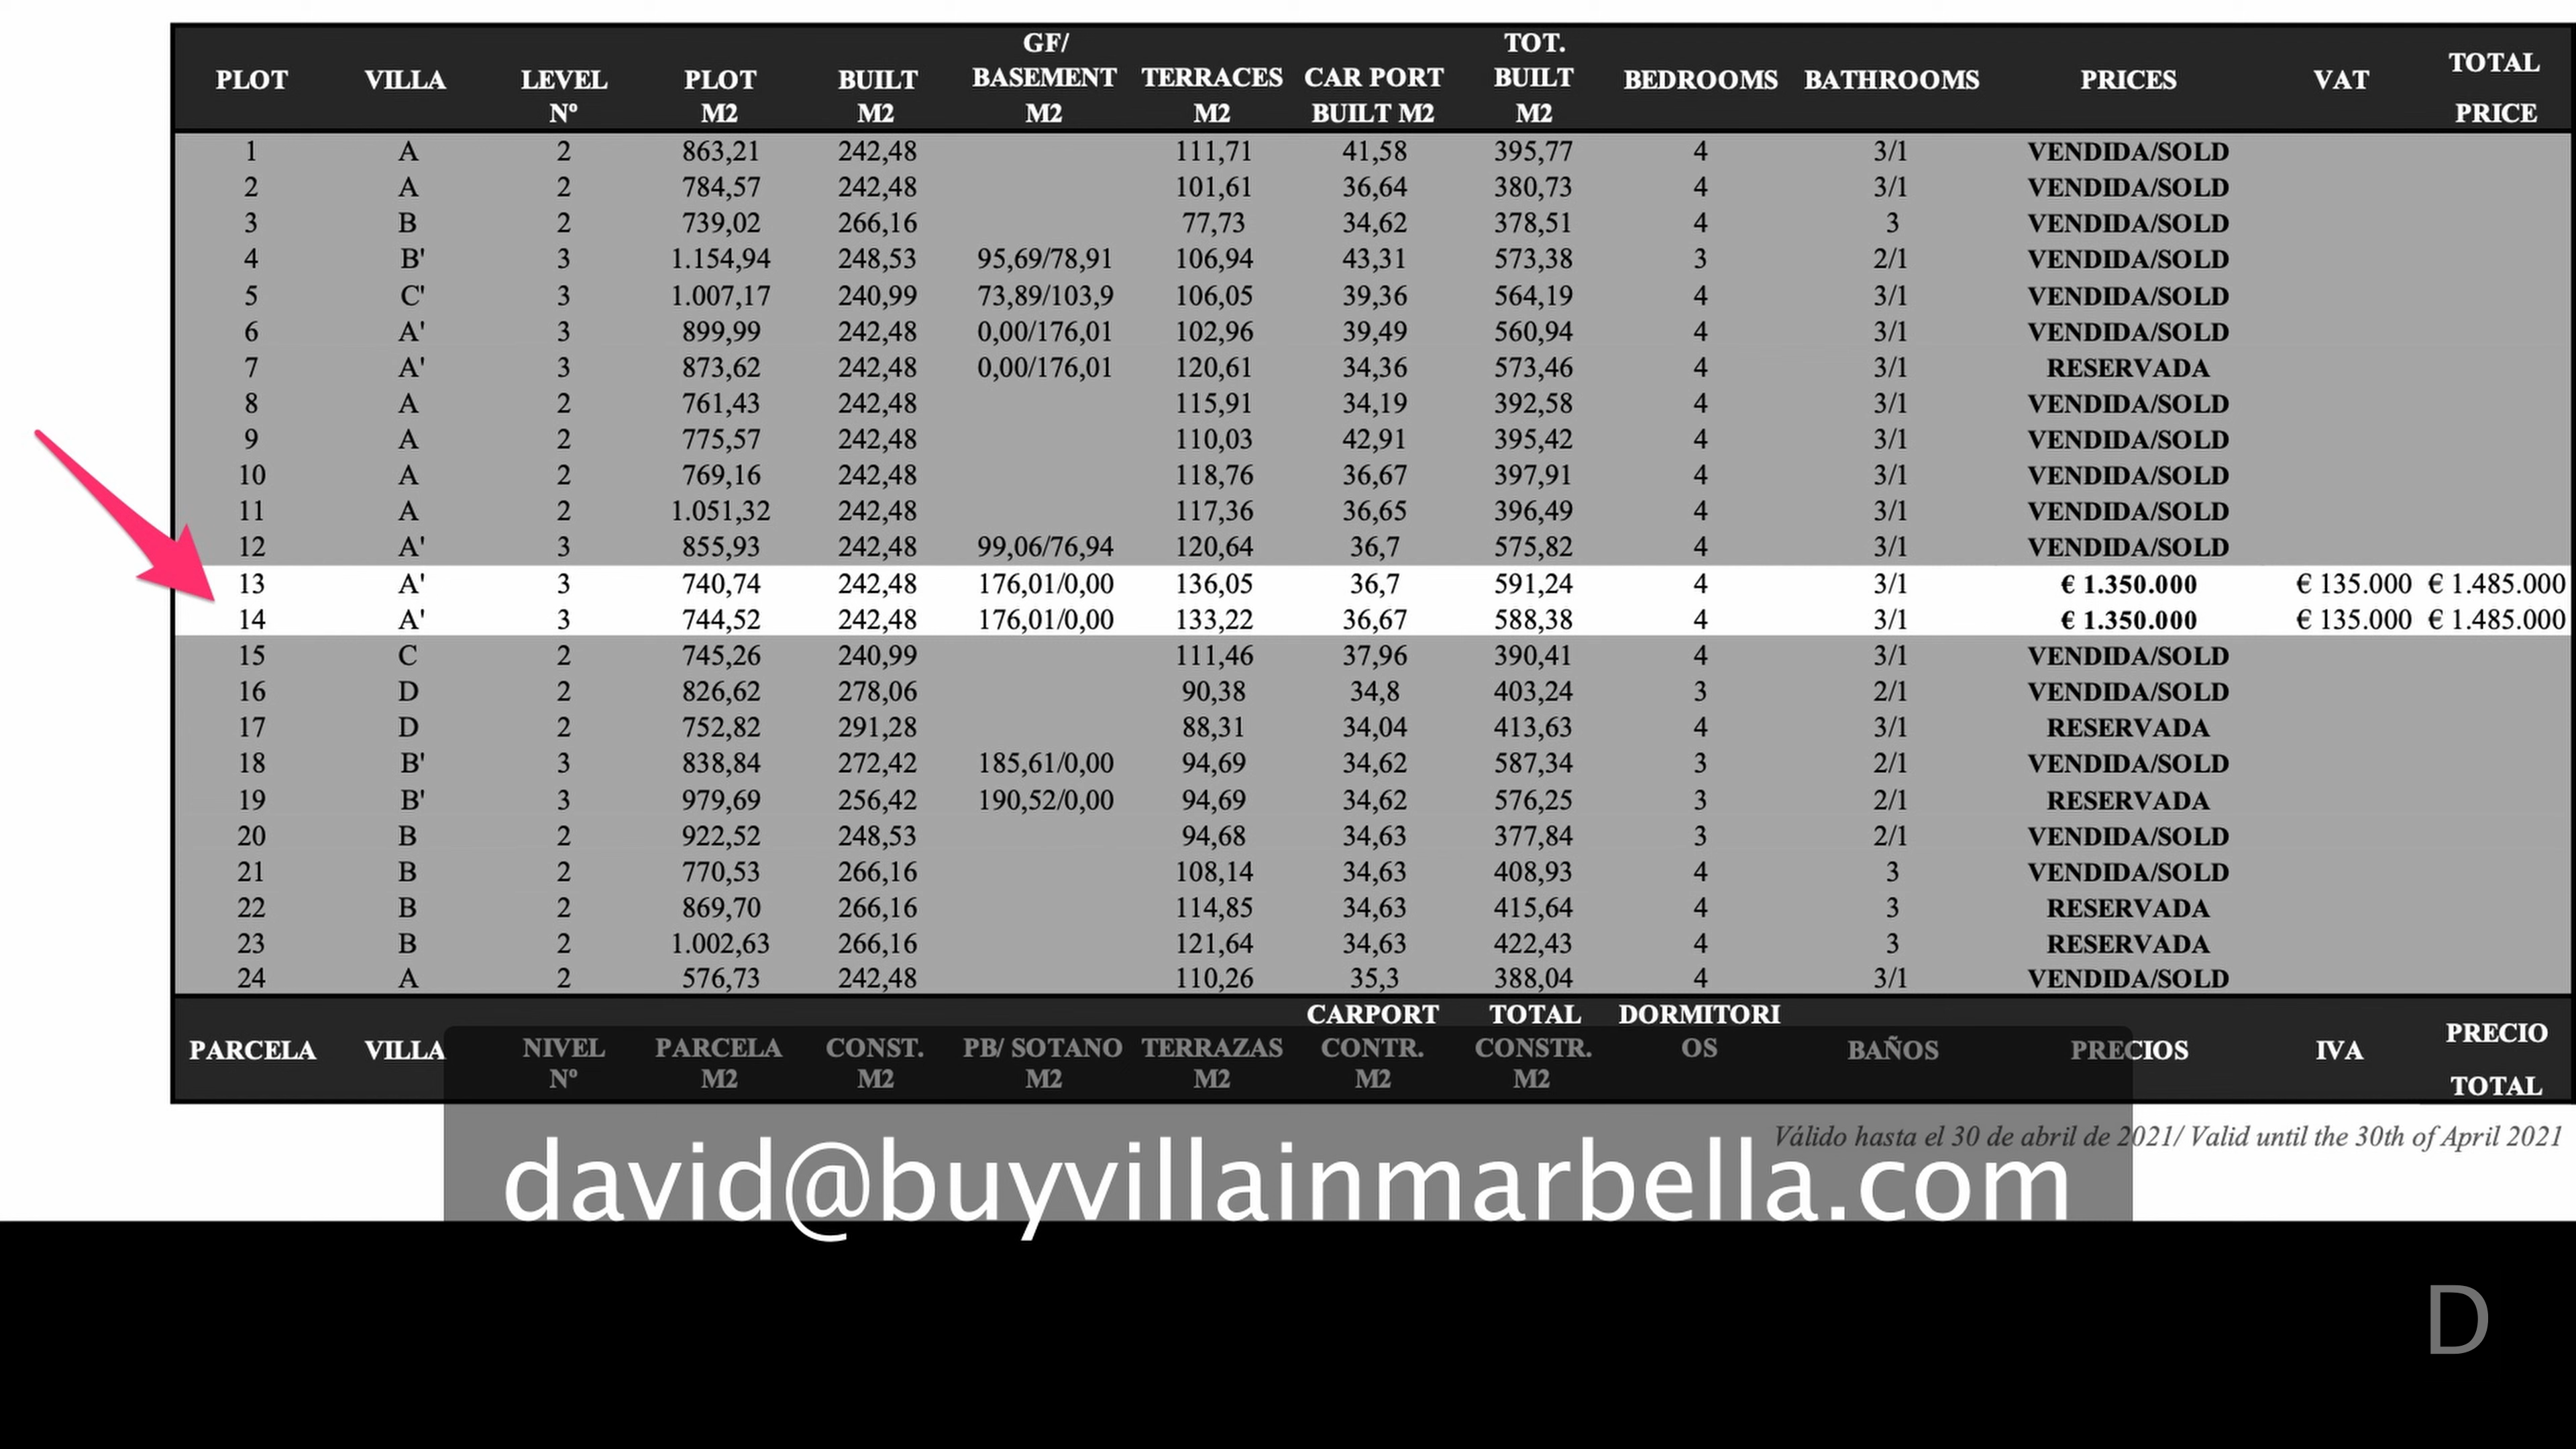 PLOT VILLA LEVEL Nº PLOT M2 BUILT M2 GF/ BASEMENT M2 TERRACES M2 CAR PORT BUILT M2 TOT. BUILT M2 BEDROOMS BATHROOMS PRICES VAT TOTAL PRICE
1 A 2 863,21 242,48 111,71 41,58 395,77 4 3/1 VENDIDA/SOLD
2 A 2 784,57 242,48 101,61 36,64 380,73 4 3/1 VENDIDA/SOLD
3 B 2 739,02 266,16 77,73 34,62 378,51 4 3 VENDIDA/SOLD
4 B' 3 1.154,94 248,53 95,69/78,91 106,94 43,31 573,38 3 2/1 VENDIDA/SOLD
5 C' 3 1.007,17 240,99 73,89/103,9 106,05 39,36 564,19 4 3/1 VENDIDA/SOLD
6 A' 3 899,99 242,48 0,00/176,01 102,96 39,49 560,94 4 3/1 VENDIDA/SOLD
7 A' 3 873,62 242,48 0,00/176,01 120,61 34,36 573,46 4 3/1 RESERVADA
8 A 2 761,43 242,48 115,91 34,19 392,58 4 3/1 VENDIDA/SOLD
9 A 2 775,57 242,48 110,03 42,91 395,42 4 3/1 VENDIDA/SOLD
10 A 2 769,16 242,48 118,76 36,67 397,91 4 3/1 VENDIDA/SOLD
11 A 2 1.051,32 242,48 117,36 36,65 396,49 4 3/1 VENDIDA/SOLD
12 A' 3 855,93 242,48 99,06/76,94 120,64 36,7 575,82 4 3/1 VENDIDA/SOLD
13 A' 3 740,74 242,48 176,01/0,00 136,05 36,7 591,24 4 3/1 € 1.350.000 € 135.000 € 1.485.000
14 A' 3 744,52 242,48 176,01/0,00 133,22 36,67 588,38 4 3/1 € 1.350.000 € 135.000 € 1.485.000
15 C 2 745,26 240,99 111,46 37,96 390,41 4 3/1 VENDIDA/SOLD
16 D 2 826,62 278,06 90,38 34,8 403,24 3 2/1 VENDIDA/SOLD
17 D 2 752,82 291,28 88,31 34,04 413,63 4 3/1 RESERVADA
18 B' 3 838,84 272,42 185,61/0,00 94,69 34,62 587,34 3 2/1 VENDIDA/SOLD
19 B' 3 979,69 256,42 190,52/0,00 94,69 34,62 576,25 3 2/1 RESERVADA
20 B 2 922,52 248,53 94,68 34,63 377,84 3 2/1 VENDIDA/SOLD
21 B 2 770,53 266,16 108,14 34,63 408,93 4 3 VENDIDA/SOLD
22 B 2 869,70 266,16 114,85 34,63 415,64 4 3 RESERVADA
23 B 2 1.002,63 266,16 121,64 34,63 422,43 4 3 RESERVADA
24 A 2 576,73 242,48 110,26 35,3 388,04 4 3/1 VENDIDA/SOLD
PARCELA VILLA NIVEL Nº PARCELA M2 CONST. M2 PB/ SOTANO M2 TERRAZAS M2 CARPORT CONTR. M2 TOTAL CONSTR. M2 DORMITORI OS BAÑOS PRECIOS IVA PRECIO TOTAL
Válido hasta el 30 de abril de 2021/ Valid until the 30th of April 2021
david@buyvillainmarbella.com
D